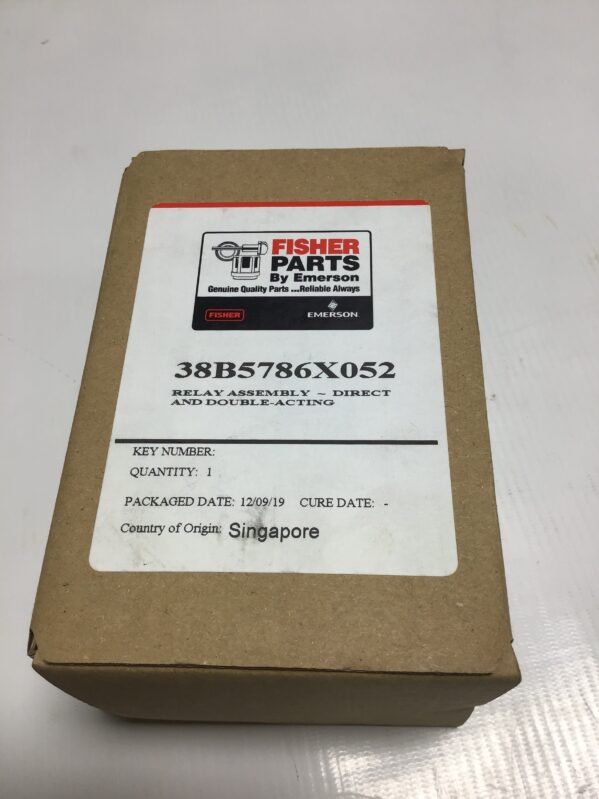 FISHER
PARTS
By Emerson
Genuine Quality Parts ...Reliable Always
FISHER EMERSON
38B5786X052
RELAY ASSEMBLY ~ DIRECT
AND DOUBLE-ACTING
KEY NUMBER:
QUANTITY: 1
PACKAGED DATE: 12/09/19 CURE DATE: -
Country of Origin: Singapore